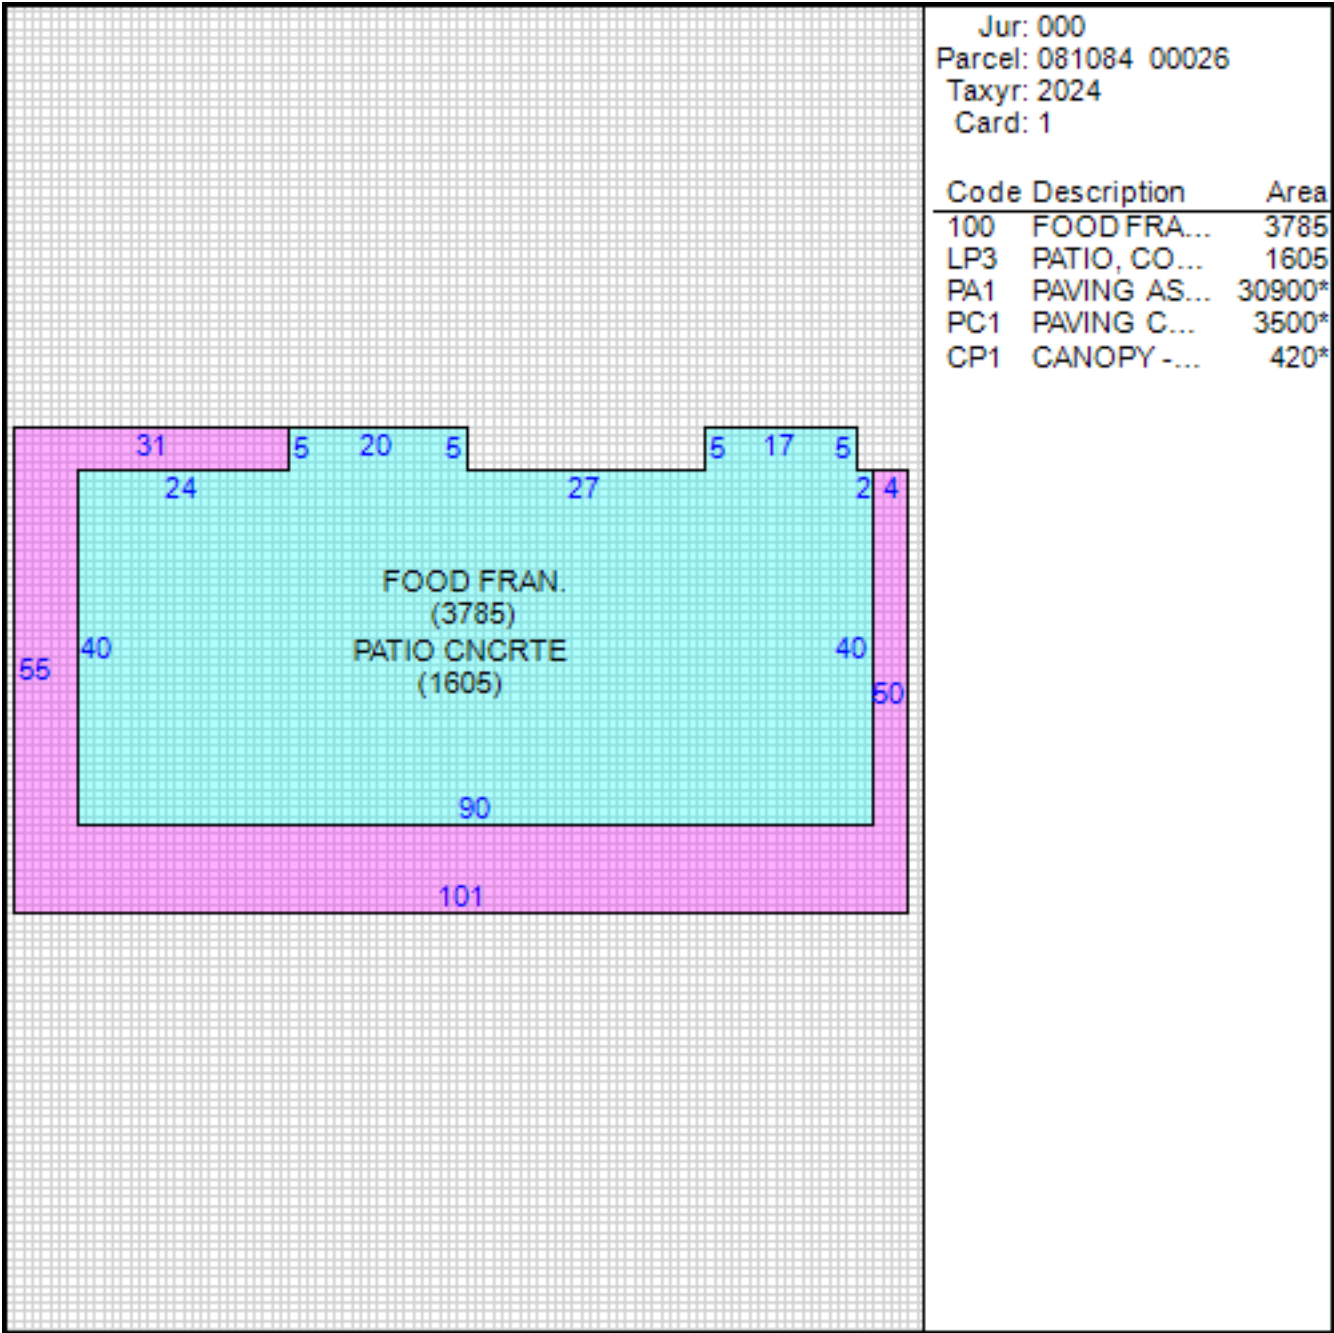 Jur: 000
Parcel: 081084 00026
Taxyr: 2024
Card: 1
Code Description Area
100 FOOD FRA... 3785
LP3 PATIO, CO... 1605
PA1 PAVING AS... 30900*
PC1 PAVING C... 3500*
CP1 CANOPY -... 420*
31 5 20 5 5 17 5
24 27 2 4
FOOD FRAN.
(3785)
40 PATIO CNCRTE 40
55 (1605) 50
90
101